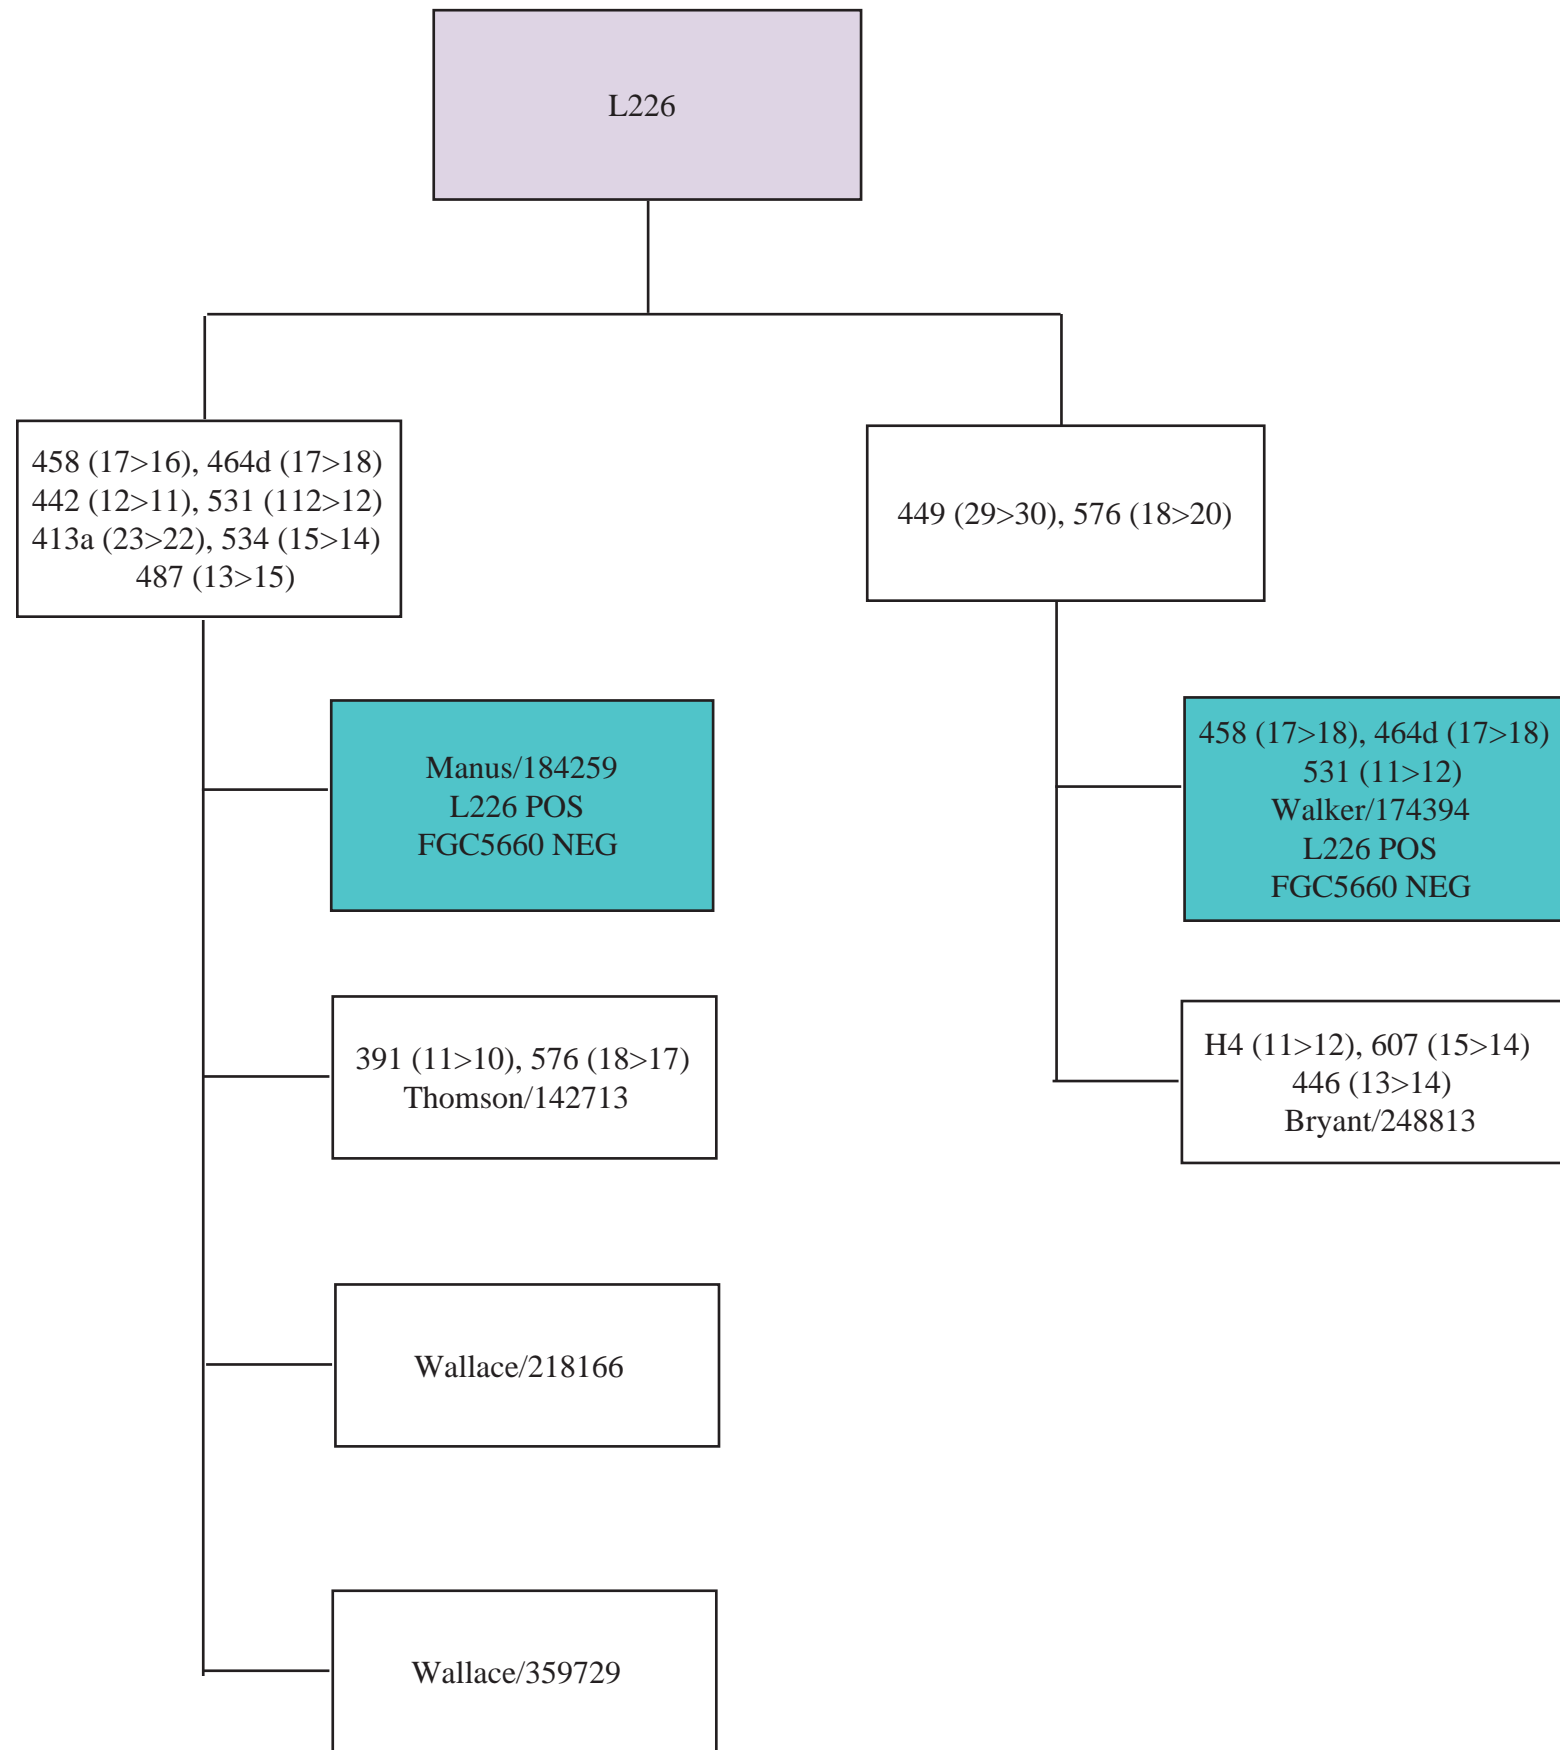 L226
458 (17>16), 464d (17>18)
442 (12>11), 531 (112>12)
413a (23>22), 534 (15>14)
487 (13>15)
449 (29>30), 576 (18>20)
Manus/184259
L226 POS
FGC5660 NEG
458 (17>18), 464d (17>18)
531 (11>12)
Walker/174394
L226 POS
FGC5660 NEG
391 (11>10), 576 (18>17)
Thomson/142713
H4 (11>12), 607 (15>14)
446 (13>14)
Bryant/248813
Wallace/218166
Wallace/359729